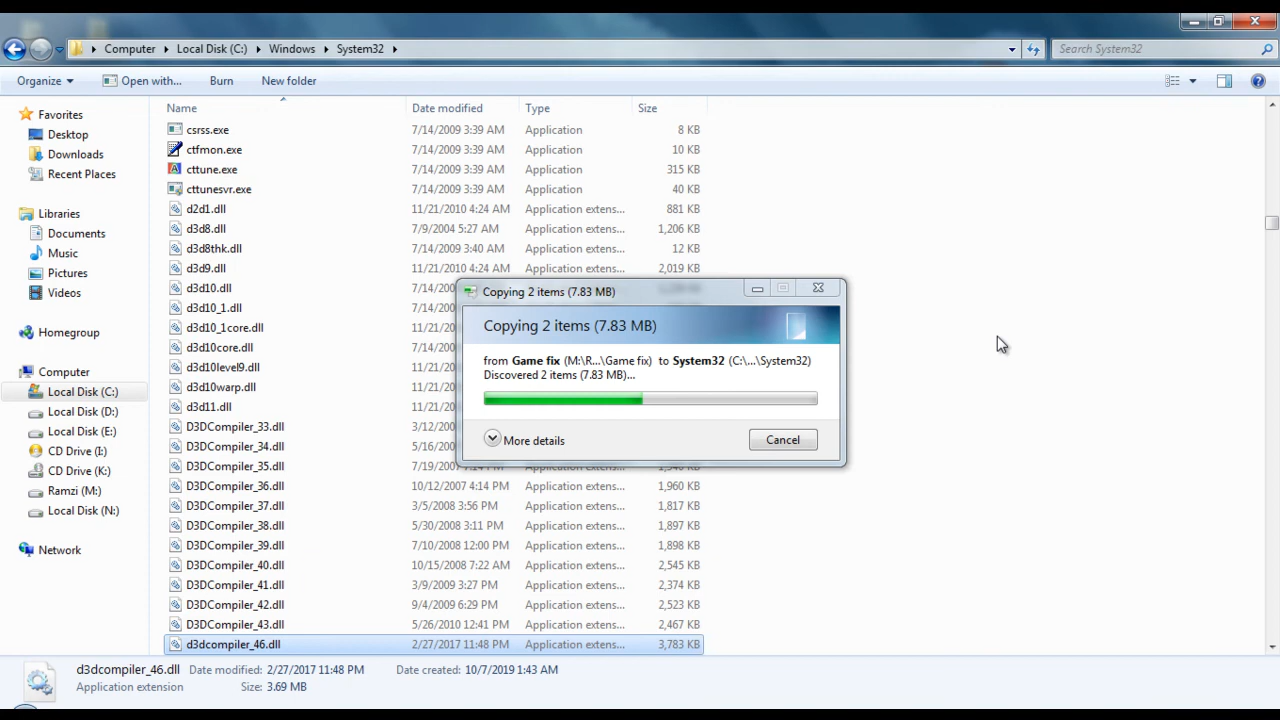 Computer Local Disk (C:) Windows System32 Search System32
Organize Open with... Burn New folder
Favorites
Desktop
Downloads
Recent Places
Libraries
Documents
Music
Pictures
Videos
Homegroup
Computer
Local Disk (C:)
Local Disk (D:)
Local Disk (E:)
CD Drive (I:)
CD Drive (K:)
Ramzi (M:)
Local Disk (N:)
Network
Name Date modified Type Size
csrss.exe 7/14/2009 3:39 AM Application 8 KB
ctfmon.exe 7/14/2009 3:39 AM Application 10 KB
cttune.exe 7/14/2009 3:39 AM Application 315 KB
cttunesvr.exe 7/14/2009 3:39 AM Application 40 KB
d2d1.dll 11/21/2010 4:24 AM Application extens... 881 KB
d3d8.dll 7/9/2004 5:27 AM Application extens... 1,206 KB
d3d8thk.dll 7/14/2009 3:40 AM Application extens... 12 KB
d3d9.dll 11/21/2010 4:24 AM Application extens... 2,019 KB
d3d10.dll 7/14/
d3d10_1.dll 7/14/
d3d10_1core.dll 11/21/
d3d10core.dll 7/14/
d3d10level9.dll 11/21/
d3d10warp.dll 11/21/
d3d11.dll 11/21/
D3DCompiler_33.dll 3/12/
D3DCompiler_34.dll 5/16/
D3DCompiler_35.dll 7/19/
D3DCompiler_36.dll 10/12/2007 4:14 PM Application extens... 1,960 KB
D3DCompiler_37.dll 3/5/2008 3:56 PM Application extens... 1,817 KB
D3DCompiler_38.dll 5/30/2008 3:11 PM Application extens... 1,897 KB
D3DCompiler_39.dll 7/10/2008 12:00 PM Application extens... 1,898 KB
D3DCompiler_40.dll 10/15/2008 7:22 AM Application extens... 2,545 KB
D3DCompiler_41.dll 3/9/2009 3:27 PM Application extens... 2,374 KB
D3DCompiler_42.dll 9/4/2009 6:29 PM Application extens... 2,523 KB
D3DCompiler_43.dll 5/26/2010 12:41 PM Application extens... 2,467 KB
d3dcompiler_46.dll 2/27/2017 11:48 PM Application extens... 3,783 KB
Copying 2 items (7.83 MB)
Copying 2 items (7.83 MB)
from Game fix (M:\R...\Game fix) to System32 (C:\...\System32)
Discovered 2 items (7.83 MB)...
More details Cancel
d3dcompiler_46.dll Date modified: 2/27/2017 11:48 PM Date created: 10/7/2019 1:43 AM
Application extension Size: 3.69 MB